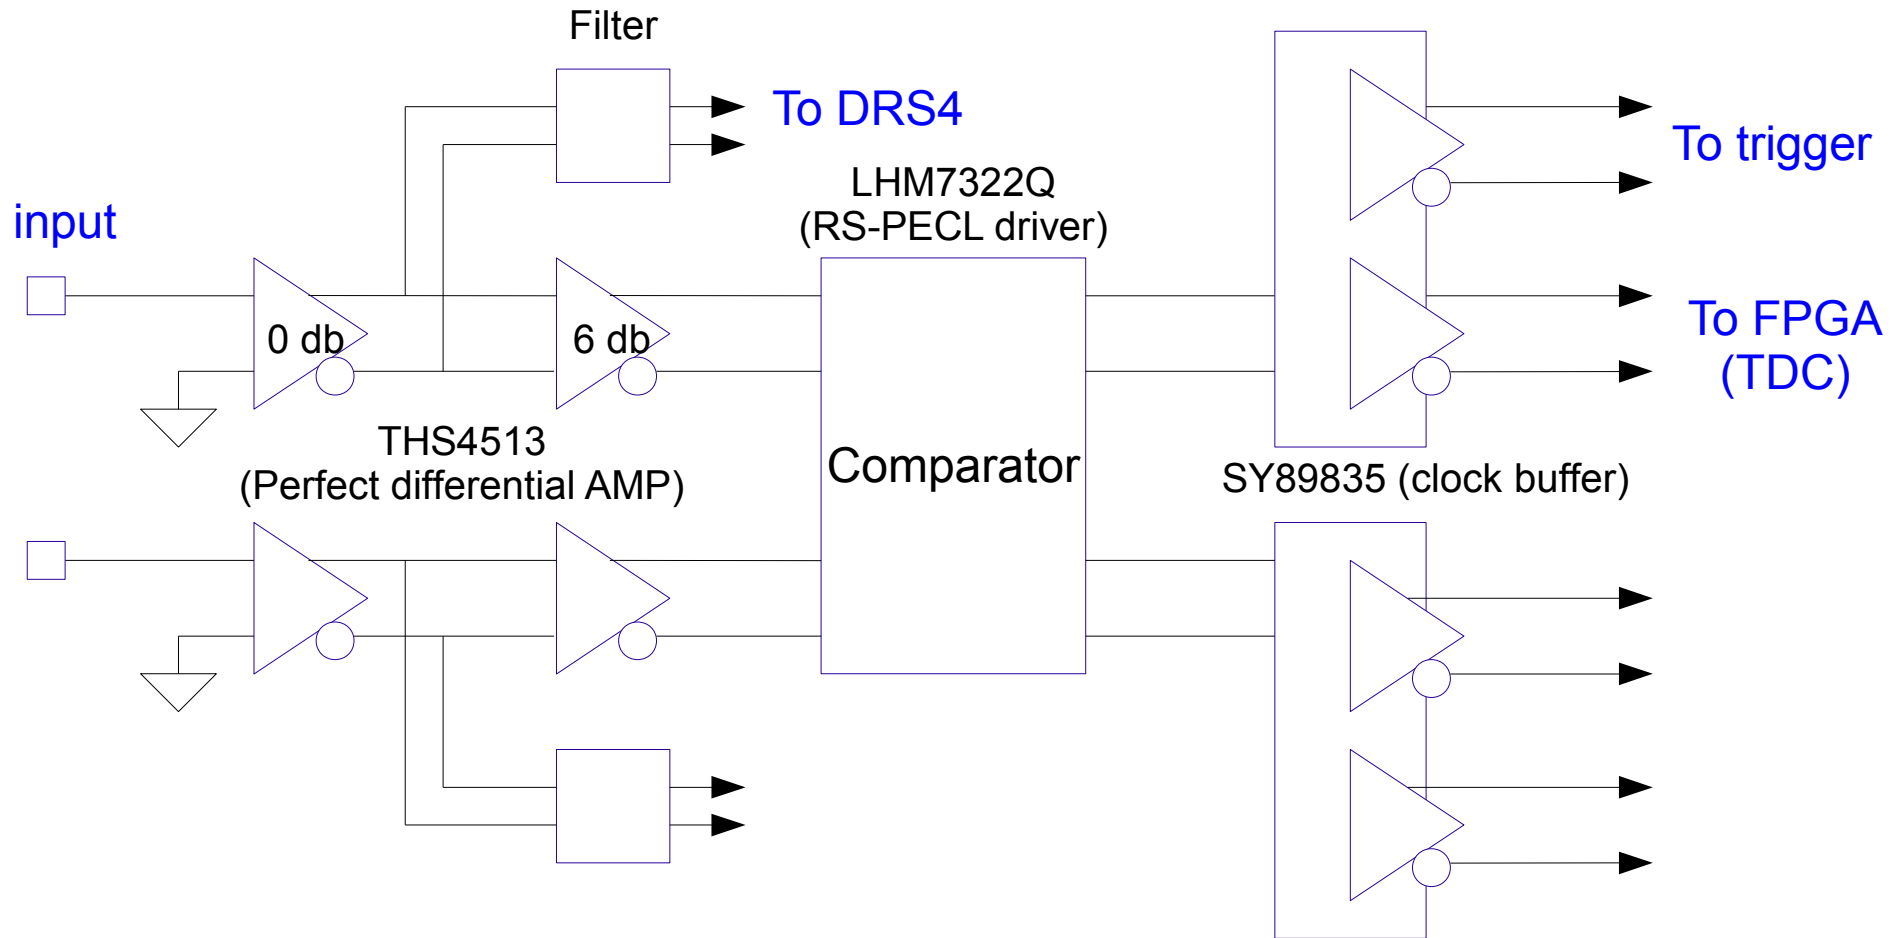 Filter
To DRS4
To trigger
LHM7322Q
(RS-PECL driver)
input
0 db
6 db
To FPGA
(TDC)
THS4513
(Perfect differential AMP)
Comparator
SY89835 (clock buffer)